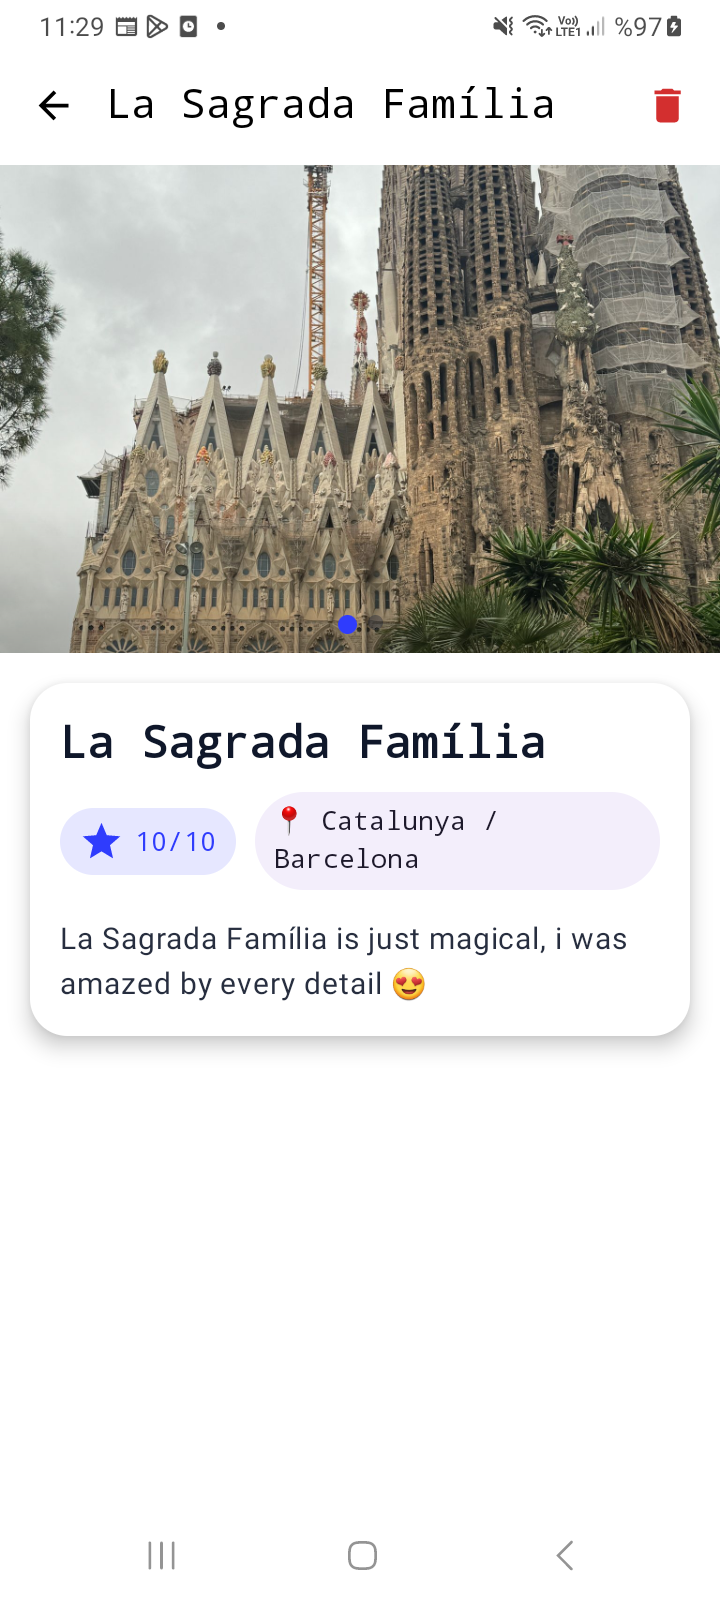 11:29 Vo)) LTE1 %97
La Sagrada Família
La Sagrada Família
10/10
📍 Catalunya /
Barcelona
La Sagrada Família is just magical, i was
amazed by every detail 😍